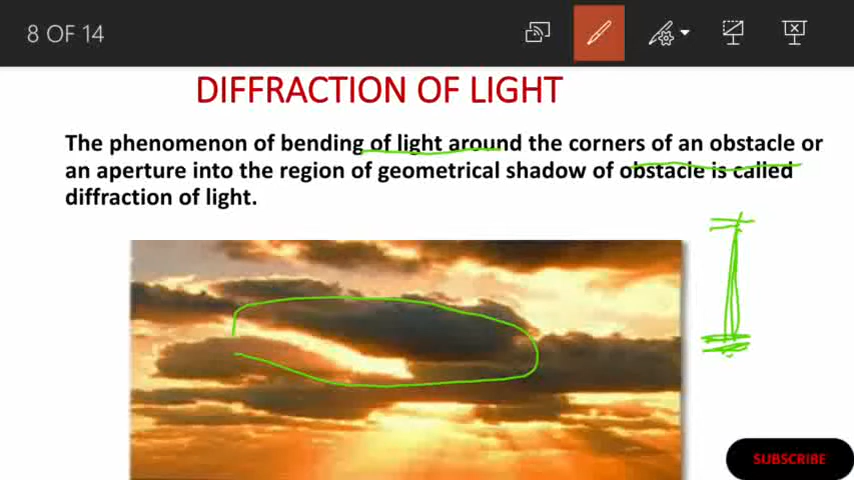 8 OF 14
DIFFRACTION OF LIGHT
The phenomenon of bending of light around the corners of an obstacle or
an aperture into the region of geometrical shadow of obstacle is called
diffraction of light.
SUBSCRIBE